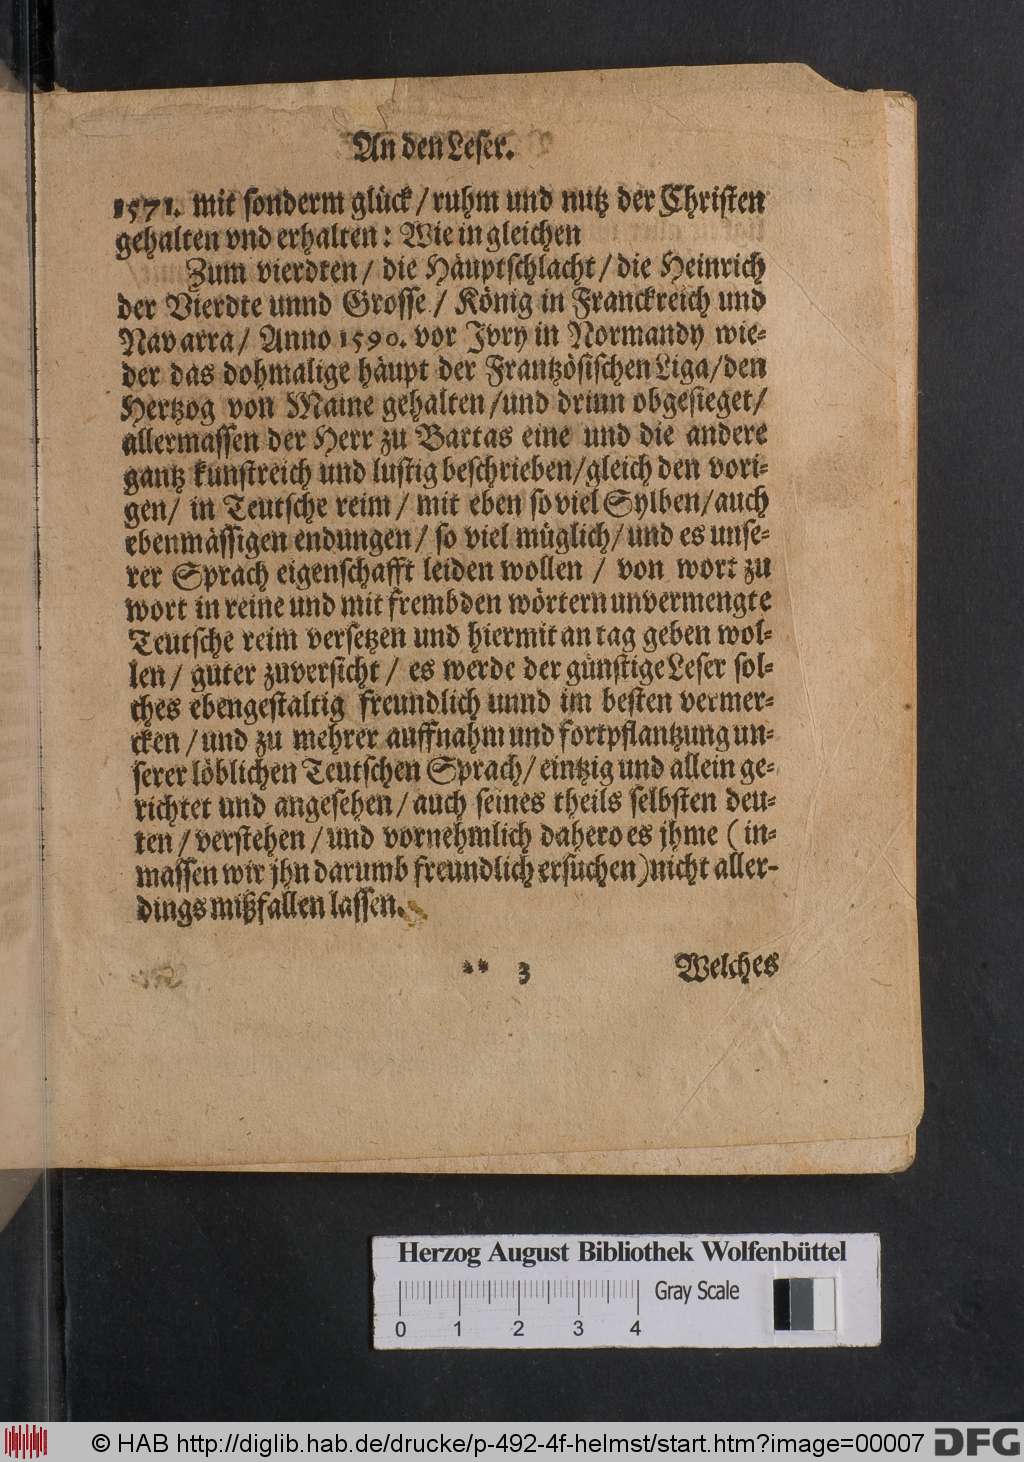 An den Leser.
1571. mit sonderm glück / ruhm und nutz der Christen
gehalten vnd erhalten: Wie in gleichen
Zum vierdten / die Häuptschlacht / die Heinrich
der Vierdte unnd Grosse / König in Franckreich und
Navarra / Anno 1590. vor Jvry in Normandy wie-
der das dohmalige häupt der Frantzösischen Liga / den
Hertzog von Maine gehalten / und drinn obgesieget /
allermassen der Herr zu Bartas eine und die andere
gantz kunstreich und lustig beschrieben / gleich den vori-
gen / in Teutsche reim / mit eben so viel Sylben / auch
ebenmässigen endungen / so viel müglich / und es unse-
rer Sprach eigenschafft leiden wollen / von wort zu
wort in reine und mit frembden wörtern unvermengte
Teutsche reim versetzen und hiermit an tag geben wol-
len / guter zuversicht / es werde der günstige Leser sol-
ches ebengestaltig freundlich unnd im besten vermer-
cken / und zu mehrer auffnahm und fortpflantzung un-
serer löblichen Teutschen Sprach / eintzig und allein ge-
richtet und angesehen / auch seines theils selbsten deu-
ten / verstehen / und vornehmlich dahero es jhme ( in-
massen wir jhn darumb freundlich ersuchen ) nicht aller-
dings mißfallen lassen.
** 3 Welches
Herzog August Bibliothek Wolfenbüttel
Gray Scale
0 1 2 3 4
© HAB http://diglib.hab.de/drucke/p-492-4f-helmst/start.htm?image=00007 DFG